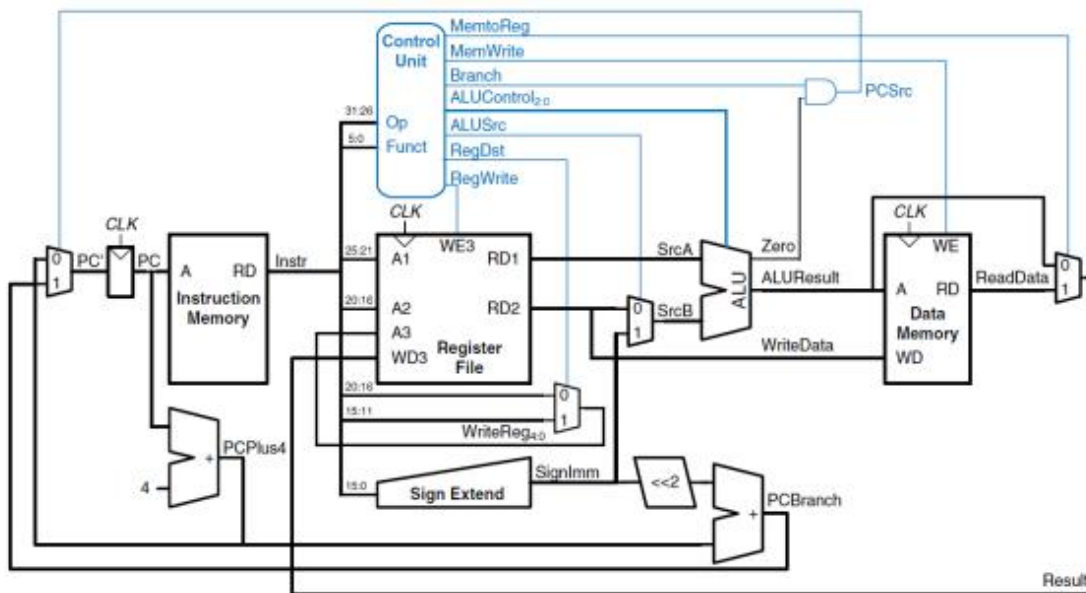 MemtoReg
Control
Unit
MemWrite
Branch
ALUControl2:0
PCSrc
31:26
Op
ALUSrc
5:0
Funct
RegDst
RegWrite
CLK
CLK
CLK
0
1
PC'
PC
A
RD
Instruction
Memory
Instr
25:21
A1
WE3
RD1
SrcA
Zero
WE
0
1
ALU
ALUResult
ReadData
20:16
A2
RD2
0
1
SrcB
A
RD
Data
Memory
A3
WD3
Register
File
WriteData
WD
20:16
0
15:11
1
WriteReg4:0
PCPlus4
+
4
SignImm
15:0
Sign Extend
<<2
+
PCBranch
Result